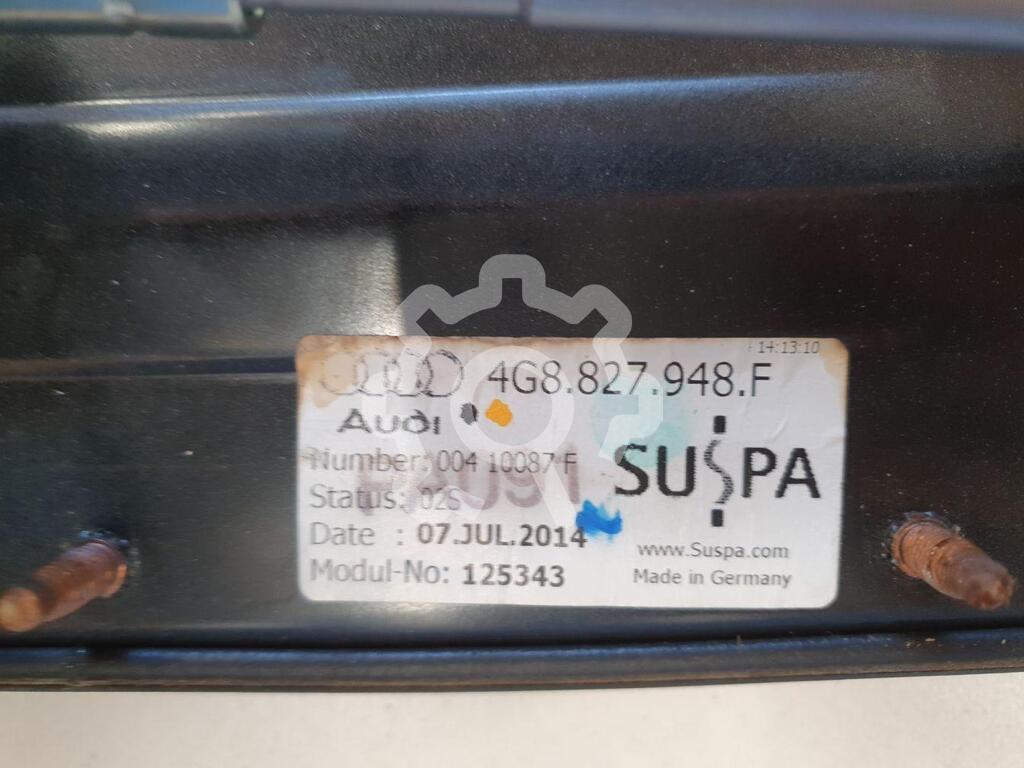 14:13:10
4G8.827.948.F
Audi
Number: 004 10087 F
Status: 02S
Date : 07.JUL.2014
Modul-No: 125343
SUSPA
www.Suspa.com
Made in Germany